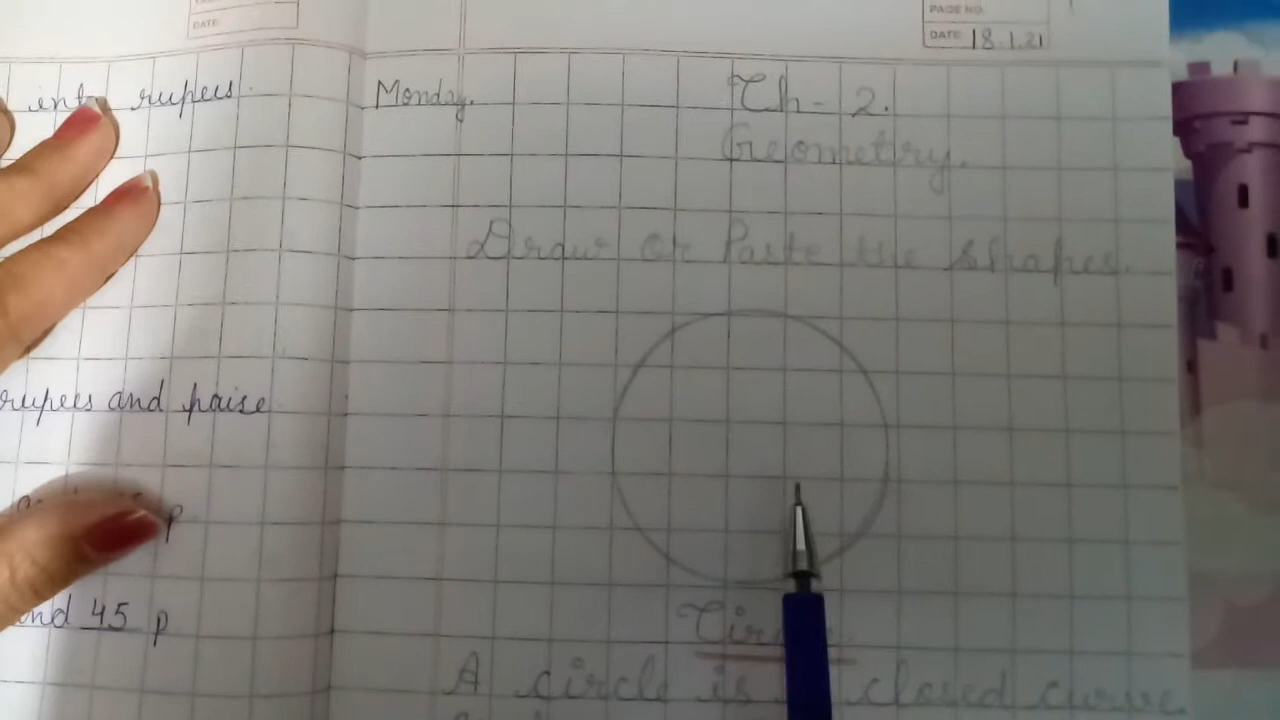 DATE
ent rupees.
rupees and paise
p
and 45 p
PAGE NO.
DATE 18.1.21
Monday.
Ch- 2.
Geometry.
Draw or Paste the shapes.
A circle is closed curve